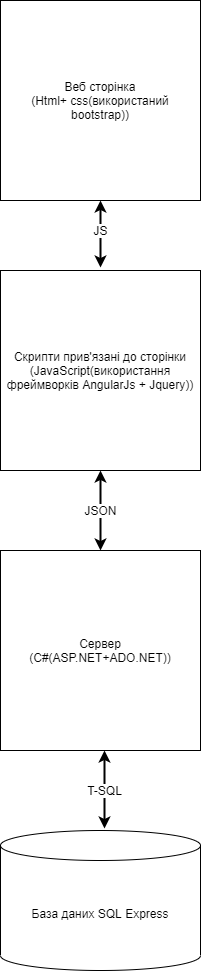 Веб сторінка
(Html+ css(використаний
bootstrap))
JS
Скрипти прив'язані до сторінки
(JavaScript(використання
фреймворків AngularJs + Jquery))
JSON
Сервер
(C#(ASP.NET+ADO.NET))
T-SQL
База даних SQL Express